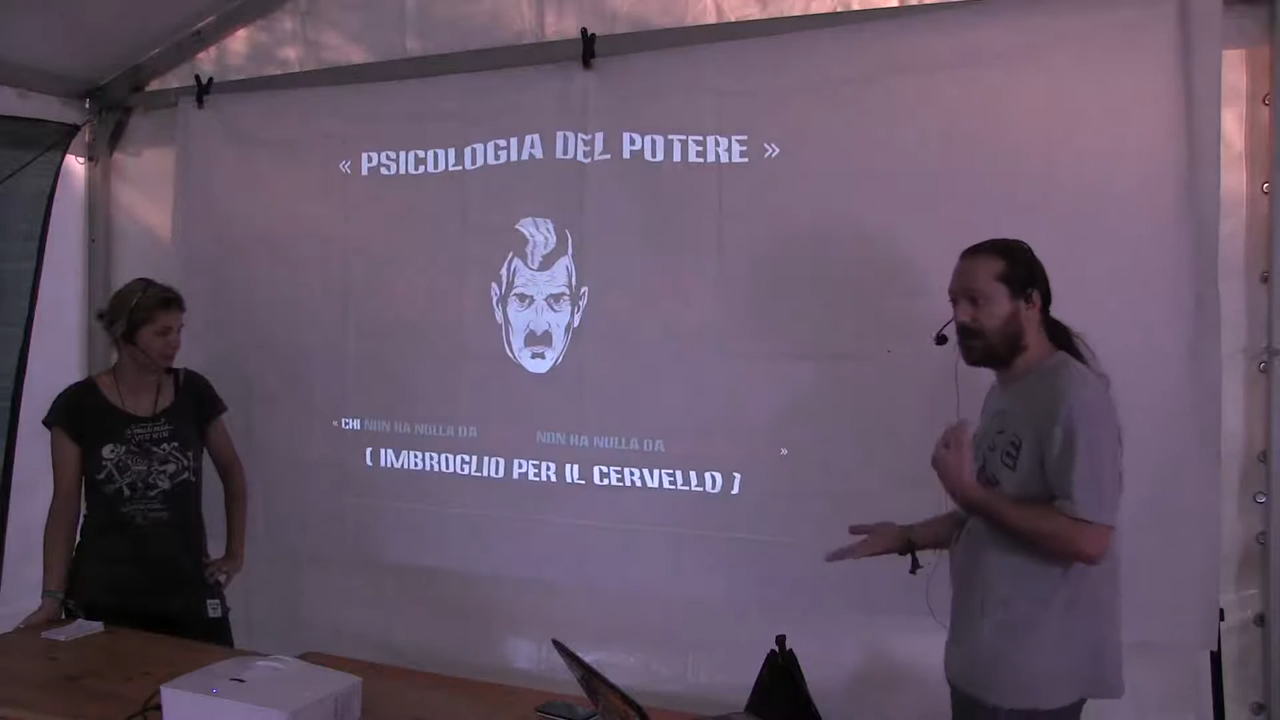 « PSICOLOGIA DEL POTERE »
« CHI NON HA NULLA DA NON HA NULLA DA »
( IMBROGLIO PER IL CERVELLO )